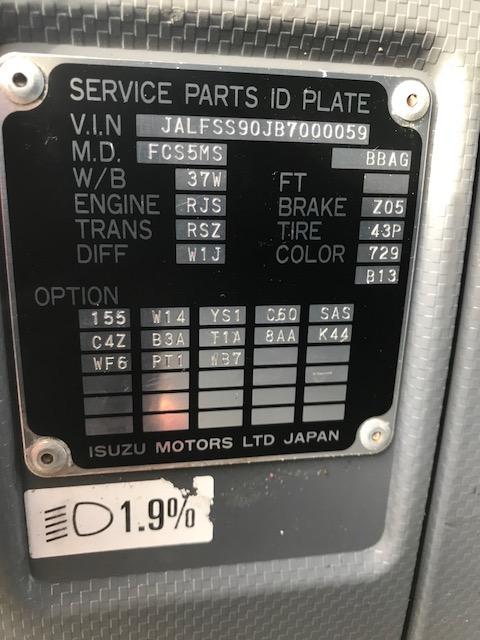 SERVICE PARTS ID PLATE
V.I.N JALFSS90JB7000059
M.D. FCS5MS BBAG
W/B 37W FT
ENGINE RJS BRAKE Z05
TRANS RSZ TIRE 43P
DIFF W1J COLOR 729
B13
OPTION
155 W14 YS1 C60 SAS
C4Z B3A T1A 8AA K44
WF6 PT1 WB7
ISUZU MOTORS LTD JAPAN
1.9%